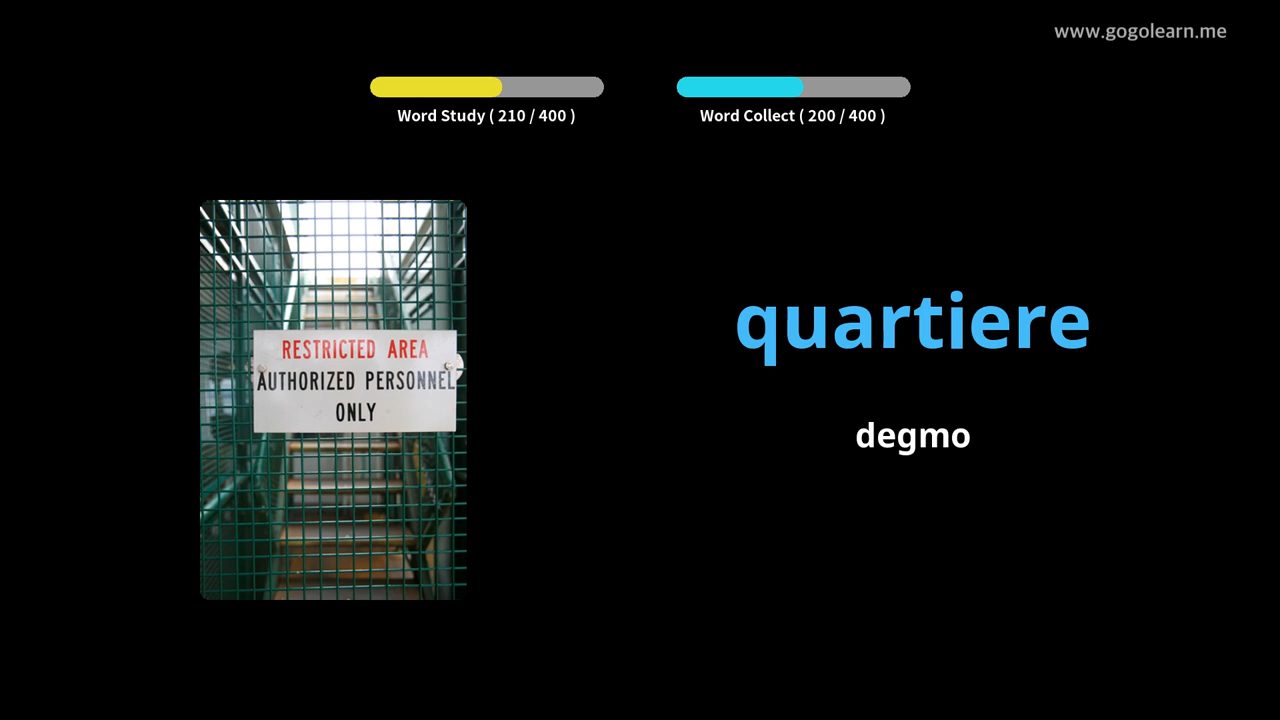 www.gogolearn.me
Word Study ( 210 / 400 )
Word Collect ( 200 / 400 )
RESTRICTED AREA
AUTHORIZED PERSONNEL
ONLY
quartiere
degmo